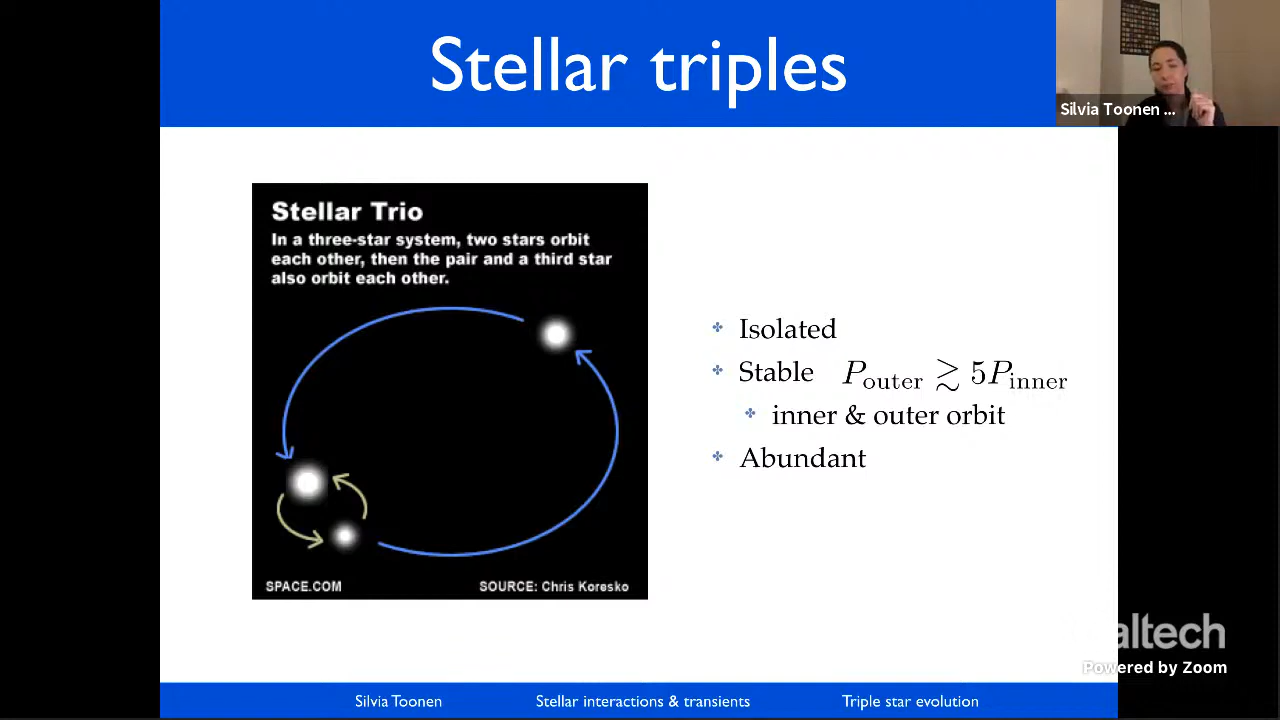 Stellar triples
Silvia Toonen ...
Stellar Trio
In a three-star system, two stars orbit
each other, then the pair and a third star
also orbit each other.
SPACE.COM
SOURCE: Chris Koresko
Isolated
Stable P_outer ≳ 5P_inner
inner & outer orbit
Abundant
altech
Powered by Zoom
Silvia Toonen
Stellar interactions & transients
Triple star evolution